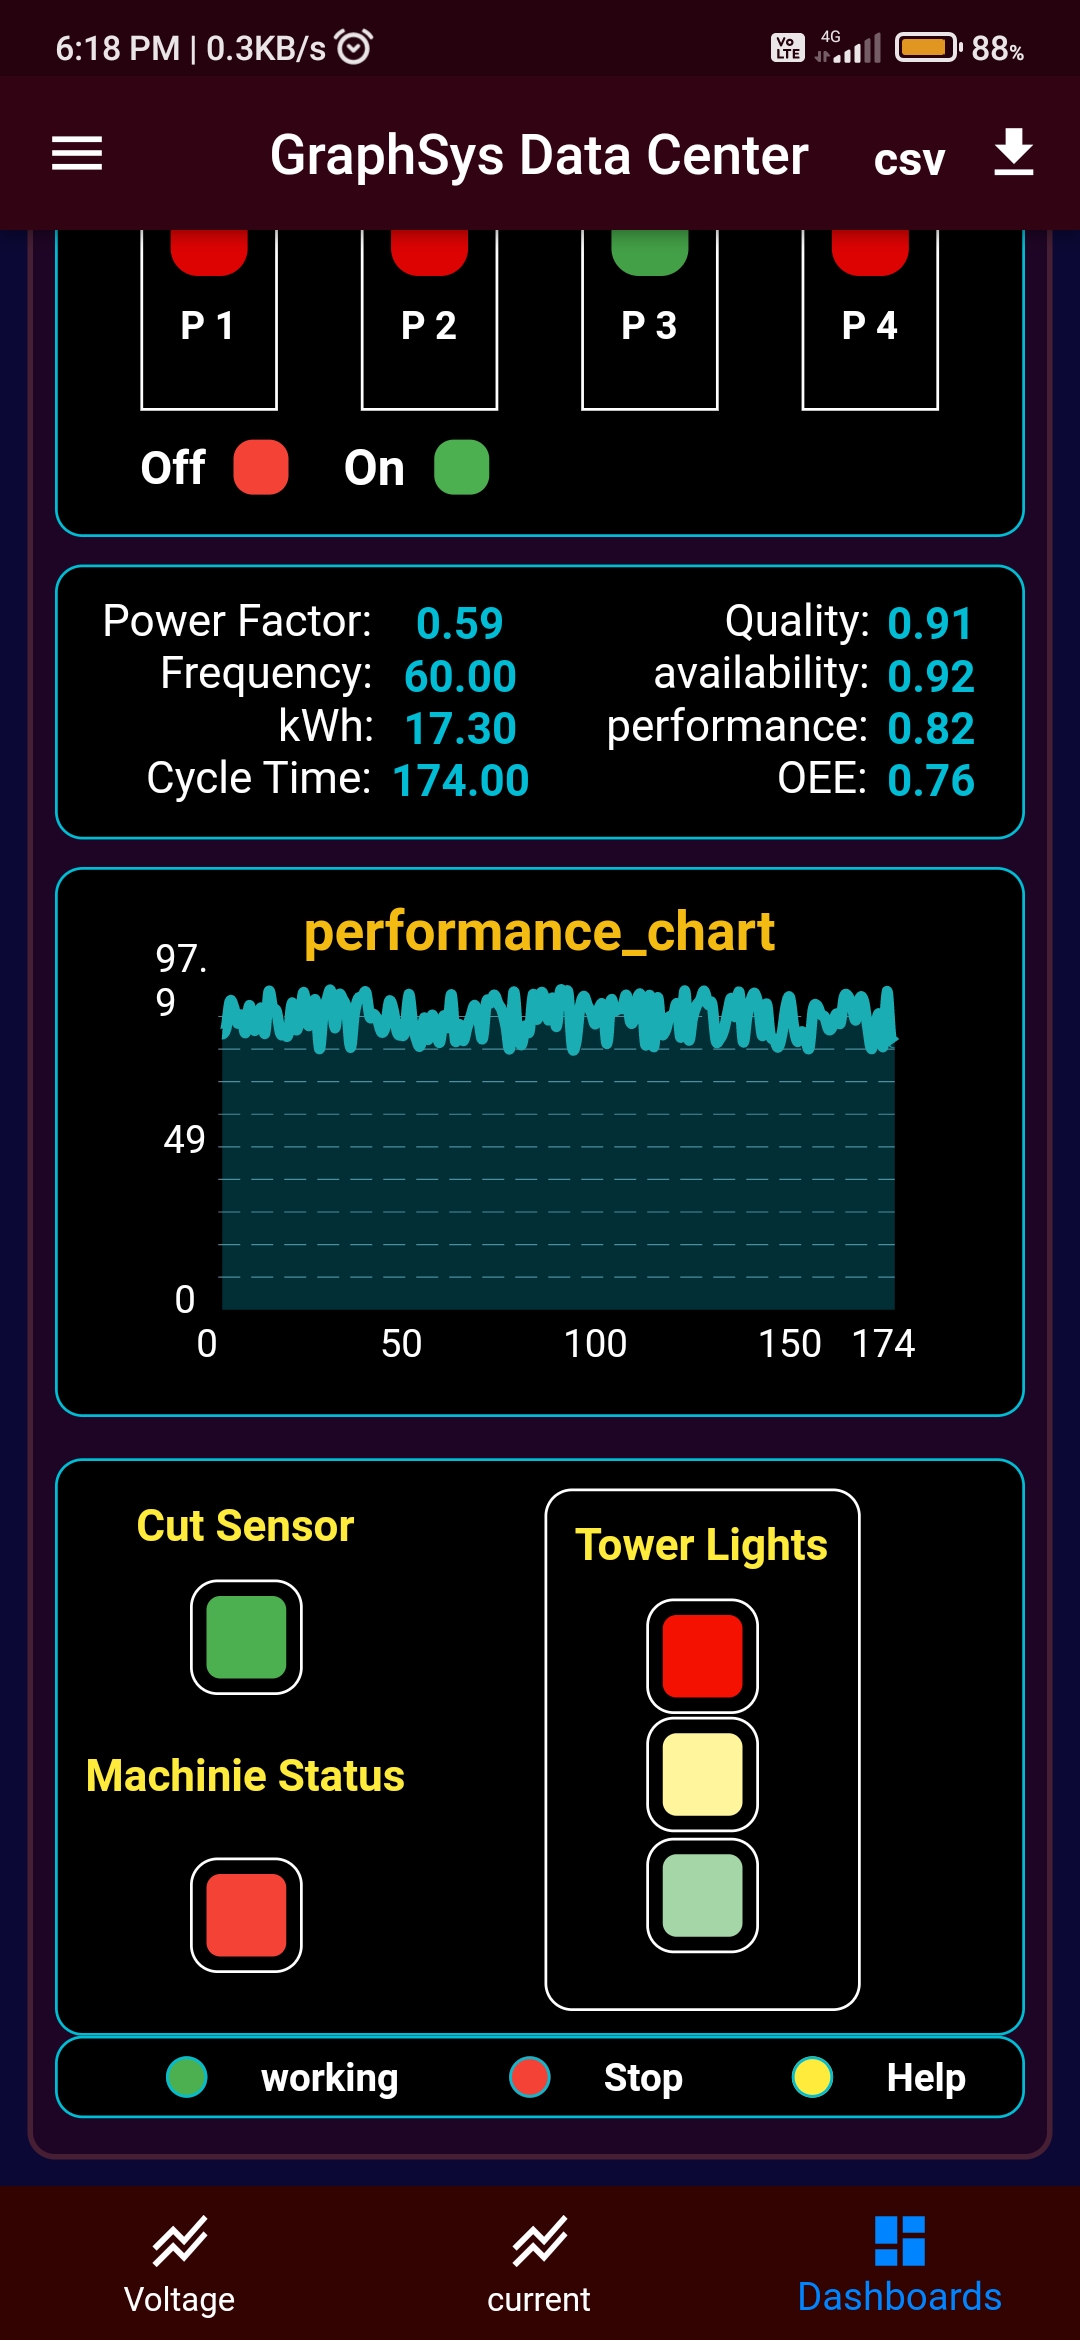 6:18 PM | 0.3KB/s Vo LTE 4G 88%
GraphSys Data Center csv
P 1 P 2 P 3 P 4
Off On
Power Factor: 0.59 Quality: 0.91
Frequency: 60.00 availability: 0.92
kWh: 17.30 performance: 0.82
Cycle Time: 174.00 OEE: 0.76
performance_chart
97.
9
49
0
0 50 100 150 174
Cut Sensor
Tower Lights
Machinie Status
working Stop Help
Voltage current Dashboards